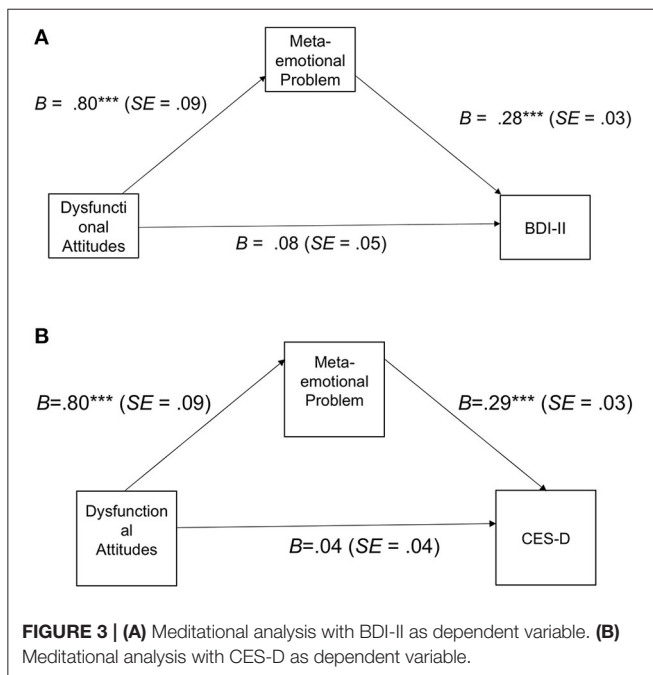 A
Meta-
emotional
Problem
B = .80*** (SE = .09)
B = .28*** (SE = .03)
Dysfuncti
onal
Attitudes
BDI-II
B = .08 (SE = .05)
B
Meta-
emotional
Problem
B=.80*** (SE = .09)
B=.29*** (SE = .03)
Dysfunction
al
Attitudes
CES-D
B=.04 (SE = .04)
FIGURE 3 | (A) Meditational analysis with BDI-II as dependent variable. (B)
Meditational analysis with CES-D as dependent variable.